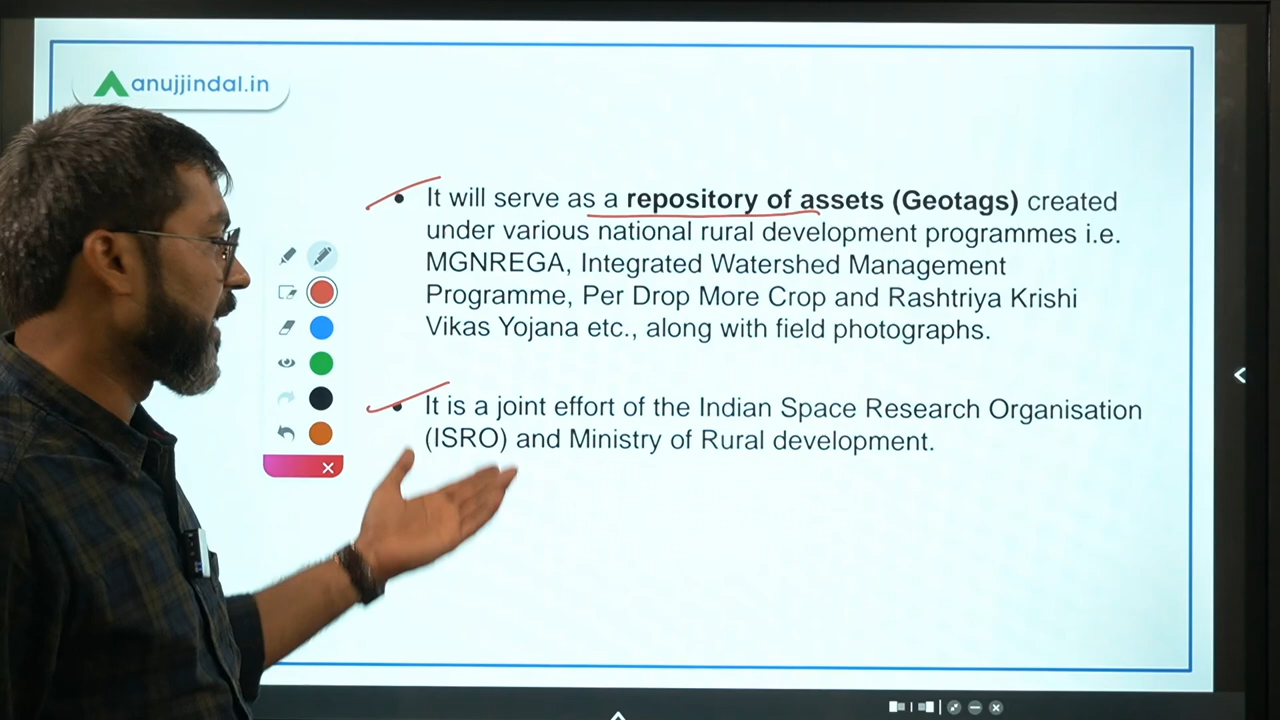 anujjindal.in
• It will serve as a repository of assets (Geotags) created
under various national rural development programmes i.e.
MGNREGA, Integrated Watershed Management
Programme, Per Drop More Crop and Rashtriya Krishi
Vikas Yojana etc., along with field photographs.
• It is a joint effort of the Indian Space Research Organisation
(ISRO) and Ministry of Rural development.